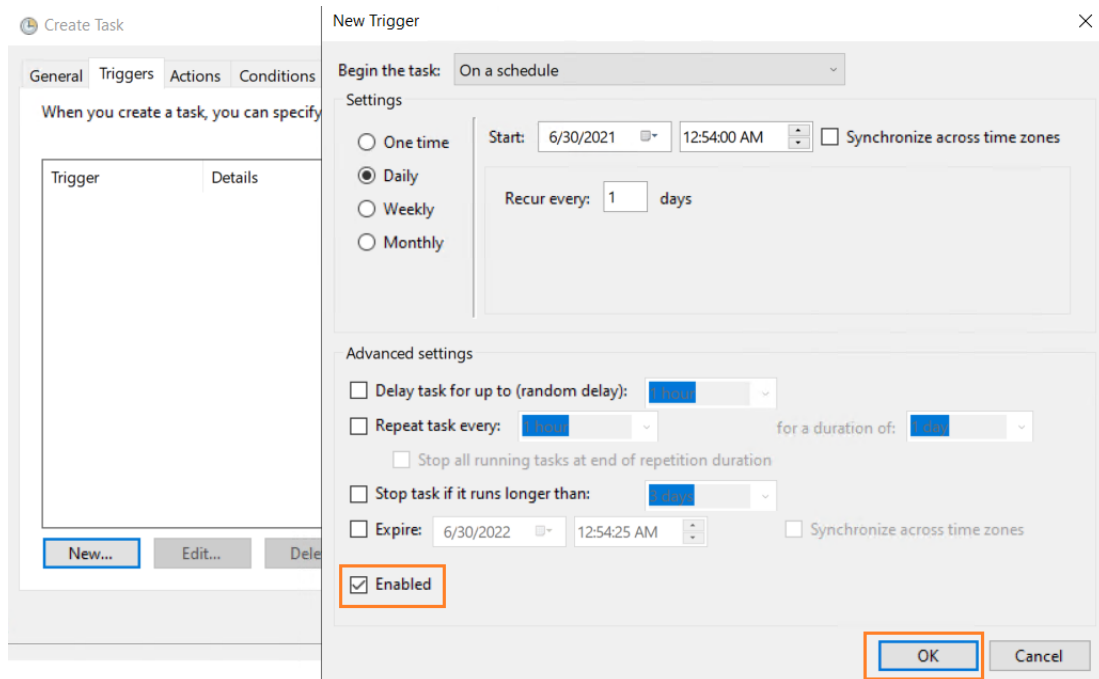 Create Task
General Triggers Actions Conditions
When you create a task, you can specify
Trigger Details
New... Edit... Dele
New Trigger
Begin the task: On a schedule
Settings
One time
Daily
Weekly
Monthly
Start: 6/30/2021 12:54:00 AM Synchronize across time zones
Recur every: 1 days
Advanced settings
Delay task for up to (random delay): 1 hour
Repeat task every: 1 hour for a duration of: 1 day
Stop all running tasks at end of repetition duration
Stop task if it runs longer than: 3 days
Expire: 6/30/2022 12:54:25 AM Synchronize across time zones
Enabled
OK Cancel